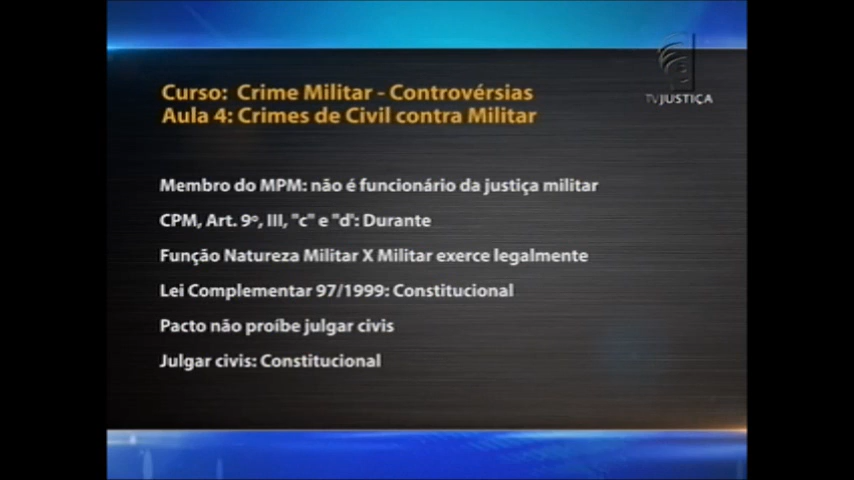 Curso: Crime Militar - Controvérsias
Aula 4: Crimes de Civil contra Militar
TVJUSTIÇA
Membro do MPM: não é funcionário da justiça militar
CPM, Art. 9º, III, "c" e "d': Durante
Função Natureza Militar X Militar exerce legalmente
Lei Complementar 97/1999: Constitucional
Pacto não proíbe julgar civis
Julgar civis: Constitucional